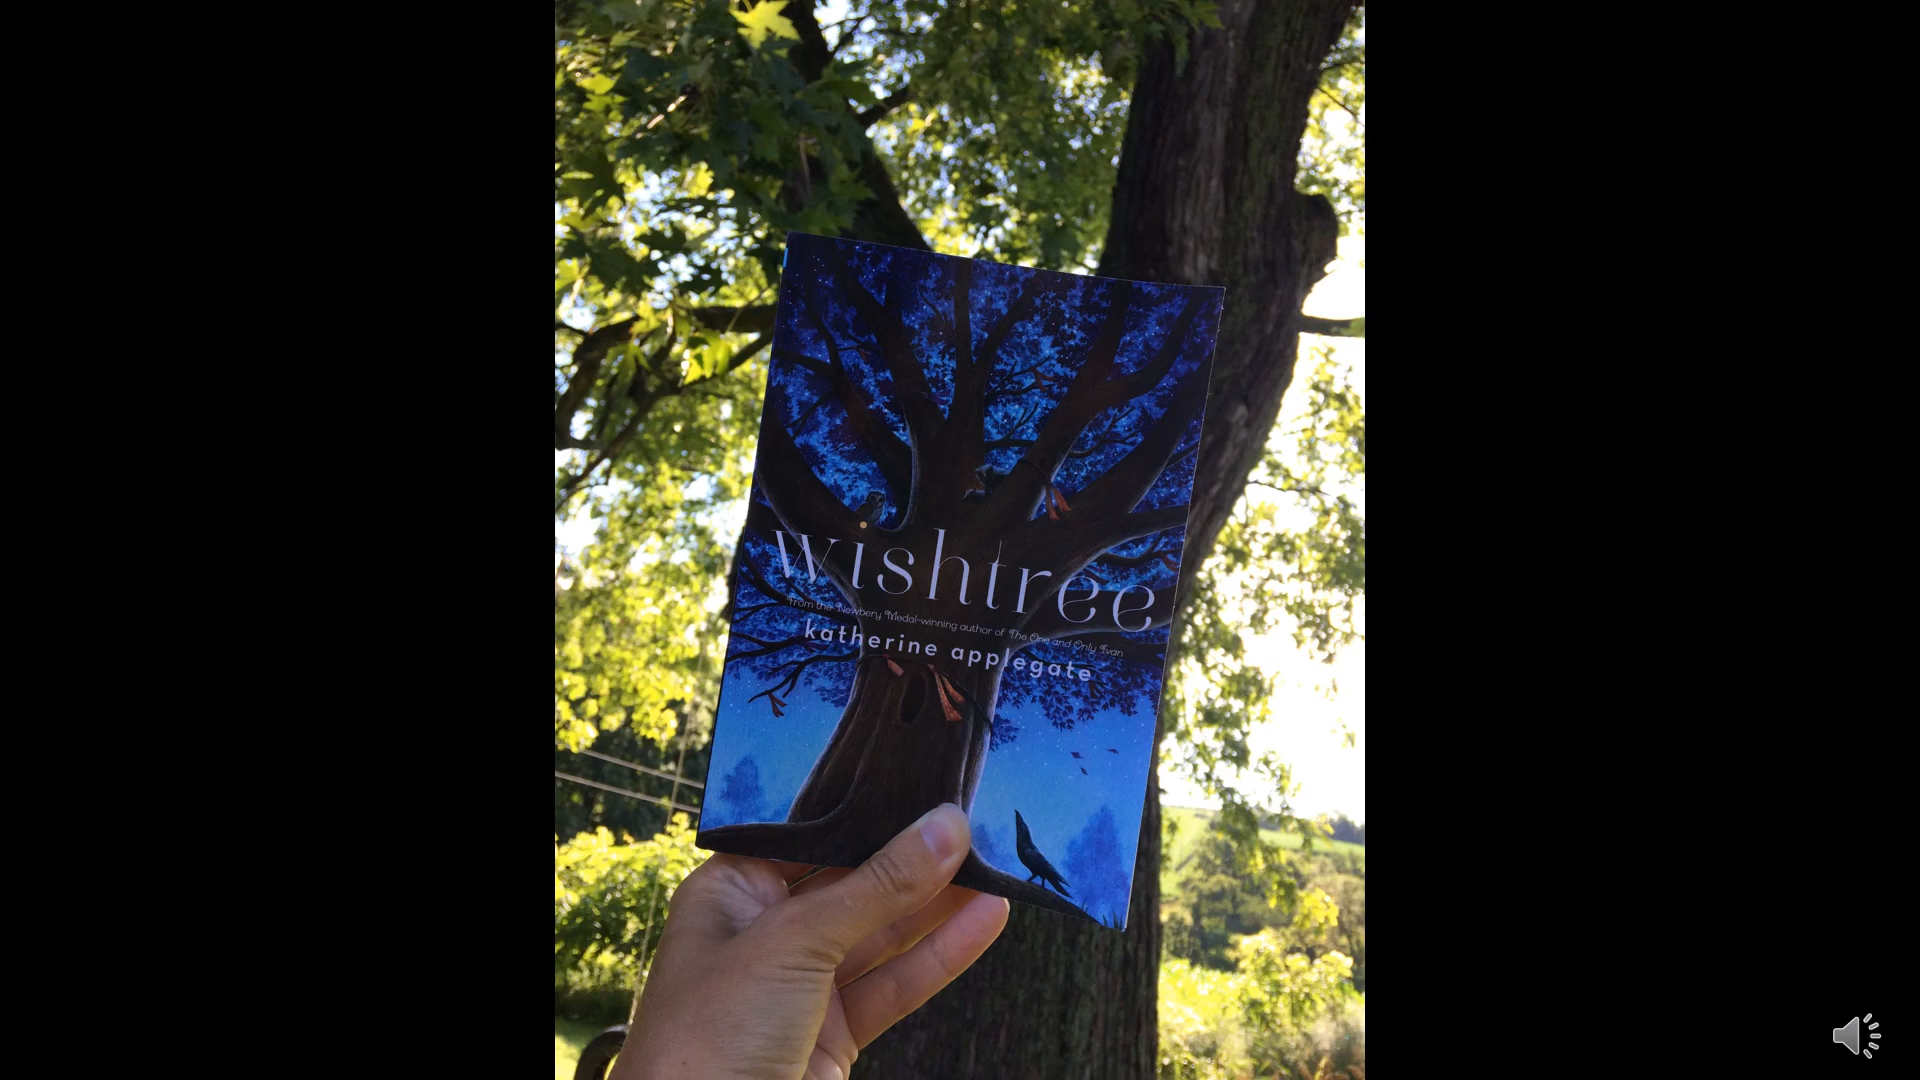 wishtree
From the Newbery Medal-winning author of The One and Only Ivan
katherine applegate